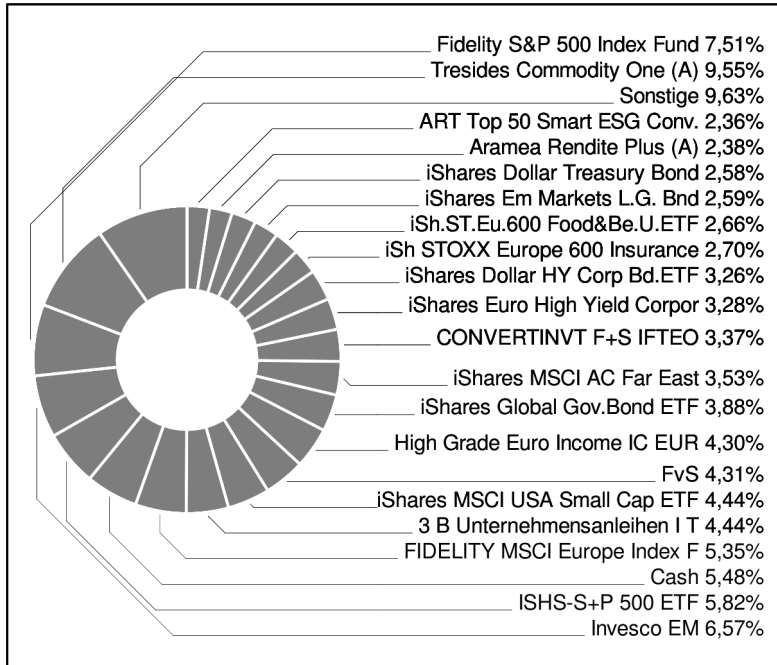 Fidelity S&P 500 Index Fund 7,51%
Tresides Commodity One (A) 9,55%
Sonstige 9,63%
ART Top 50 Smart ESG Conv. 2,36%
Aramea Rendite Plus (A) 2,38%
iShares Dollar Treasury Bond 2,58%
iShares Em Markets L.G. Bnd 2,59%
iSh.ST.Eu.600 Food&Be.U.ETF 2,66%
iSh STOXX Europe 600 Insurance 2,70%
iShares Dollar HY Corp Bd.ETF 3,26%
iShares Euro High Yield Corpor 3,28%
CONVERTINVT F+S IFTEO 3,37%
iShares MSCI AC Far East 3,53%
iShares Global Gov.Bond ETF 3,88%
High Grade Euro Income IC EUR 4,30%
FvS 4,31%
iShares MSCI USA Small Cap ETF 4,44%
3 B Unternehmensanleihen I T 4,44%
FIDELITY MSCI Europe Index F 5,35%
Cash 5,48%
ISHS-S+P 500 ETF 5,82%
Invesco EM 6,57%